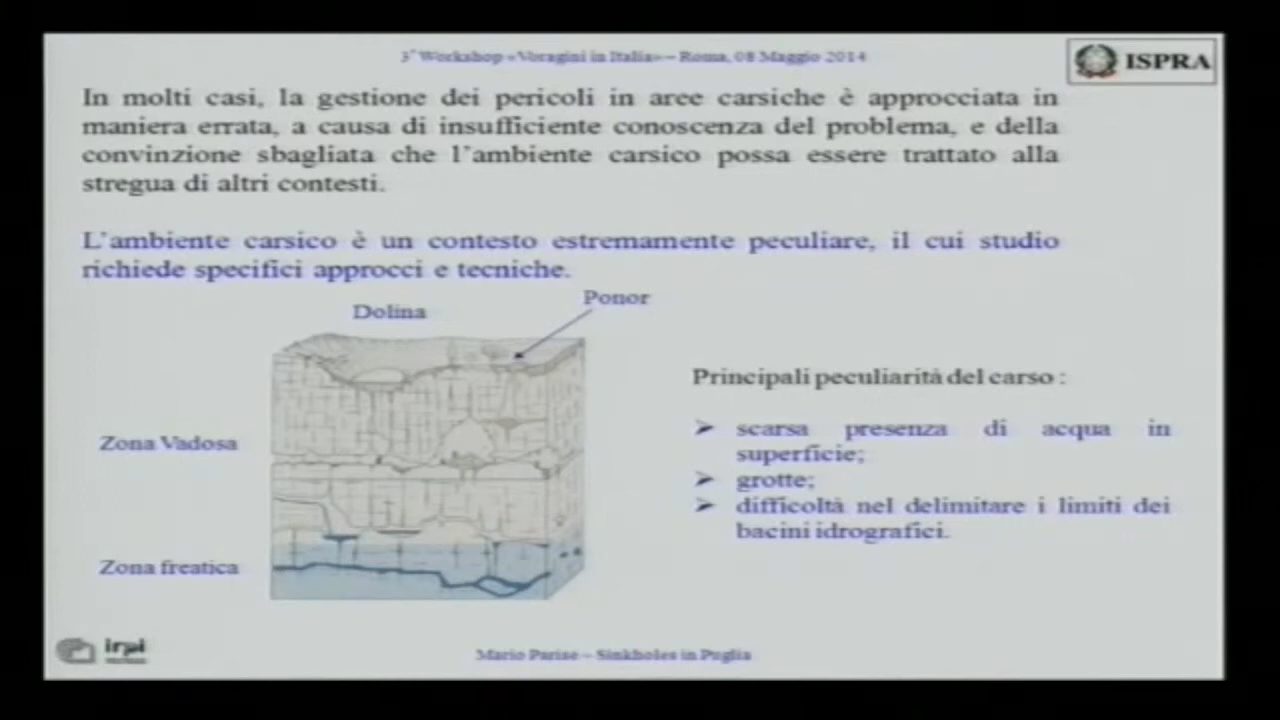 3° Workshop «Voragini in Italia» – Roma, 08 Maggio 2014
ISPRA
In molti casi, la gestione dei pericoli in aree carsiche è approcciata in
maniera errata, a causa di insufficiente conoscenza del problema, e della
convinzione sbagliata che l'ambiente carsico possa essere trattato alla
stregua di altri contesti.
L'ambiente carsico è un contesto estremamente peculiare, il cui studio
richiede specifici approcci e tecniche.
Ponor
Dolina
Principali peculiarità del carso :
➤ scarsa presenza di acqua in
superficie;
➤ grotte;
➤ difficoltà nel delimitare i limiti dei
bacini idrografici.
Zona Vadosa
Zona freatica
irpi
Mario Parise – Sinkholes in Puglia